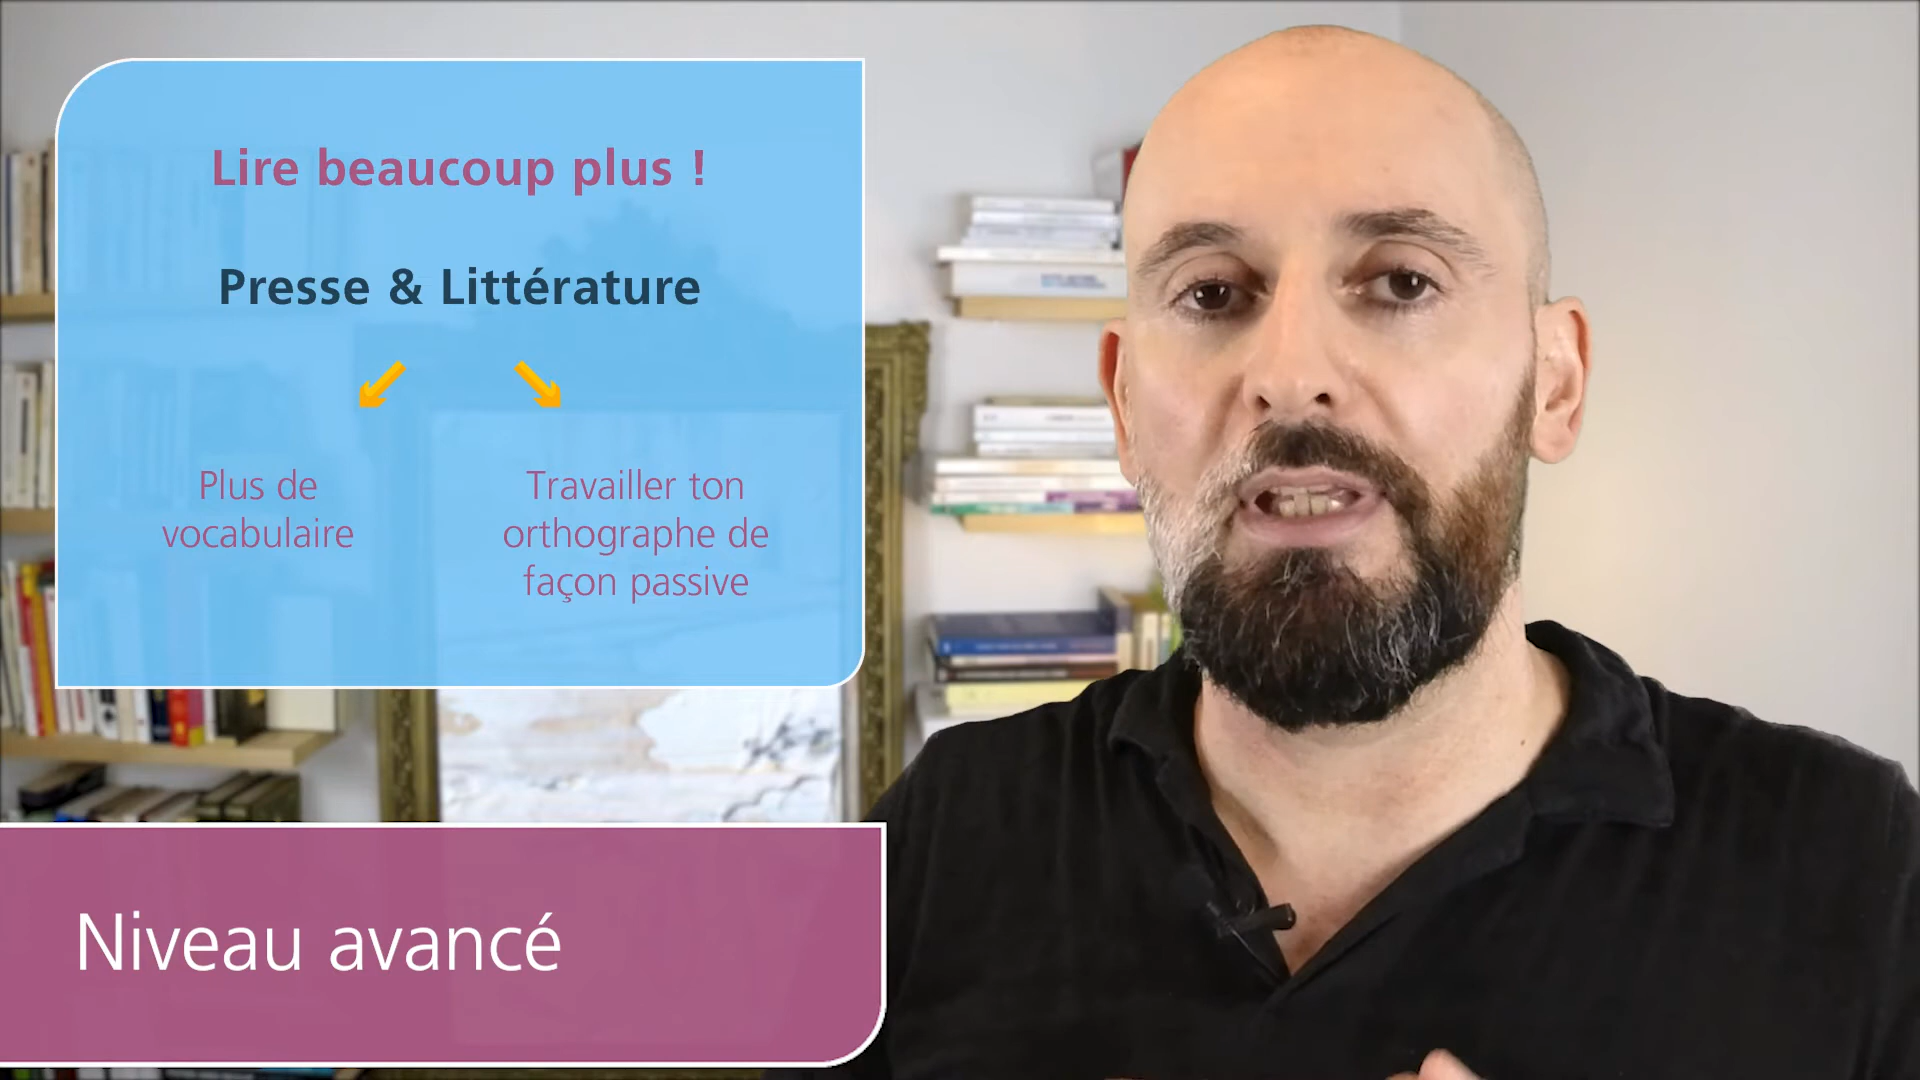 Lire beaucoup plus !
Presse & Littérature
Plus de
vocabulaire
Travailler ton
orthographe de
façon passive
Niveau avancé